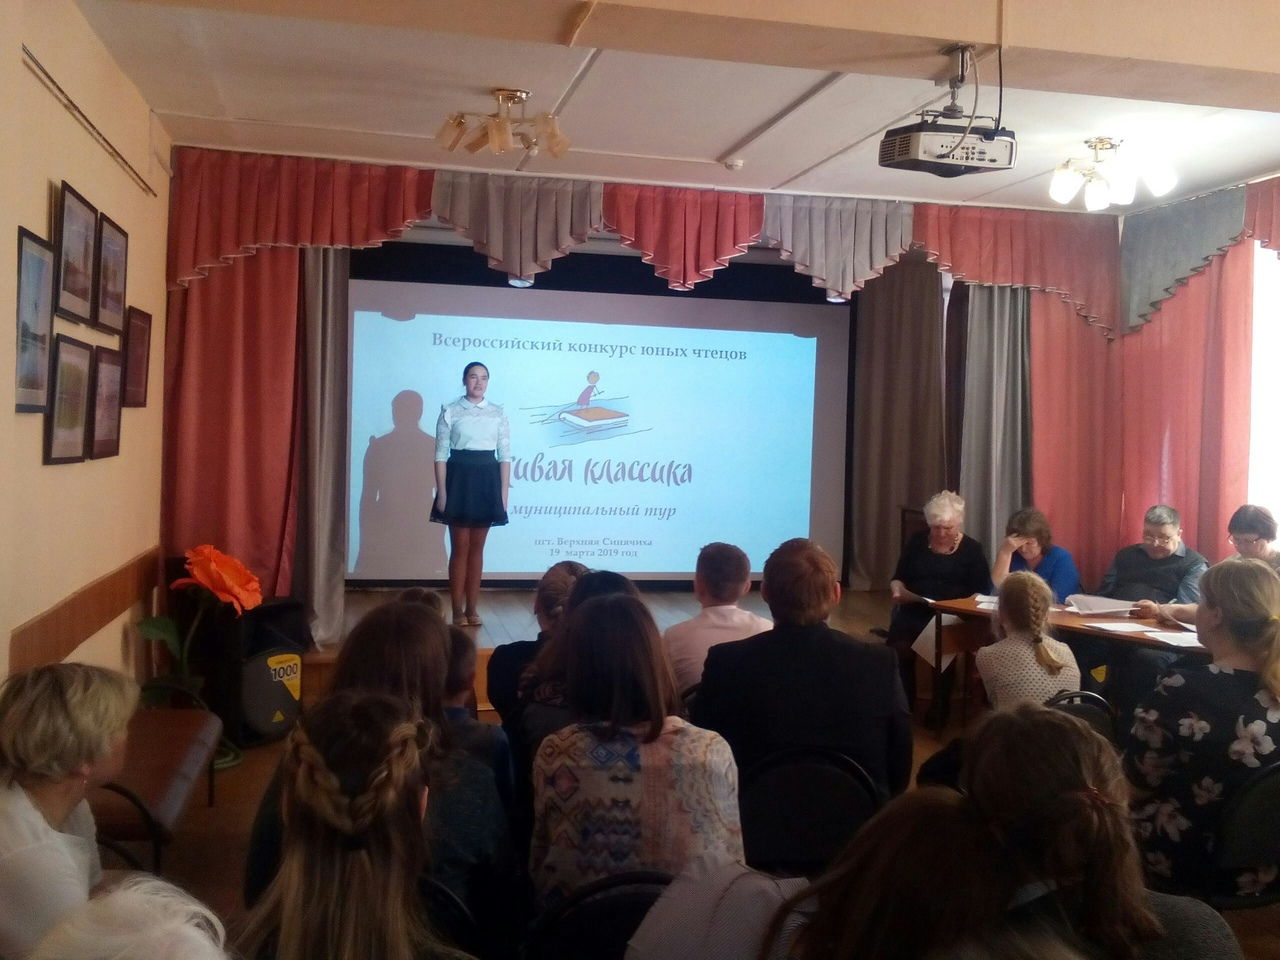 Всероссийский конкурс юных чтецов
ивая классика
муниципальный тур
пгт. Верхняя Синячиха
19 марта 2019 год
1000